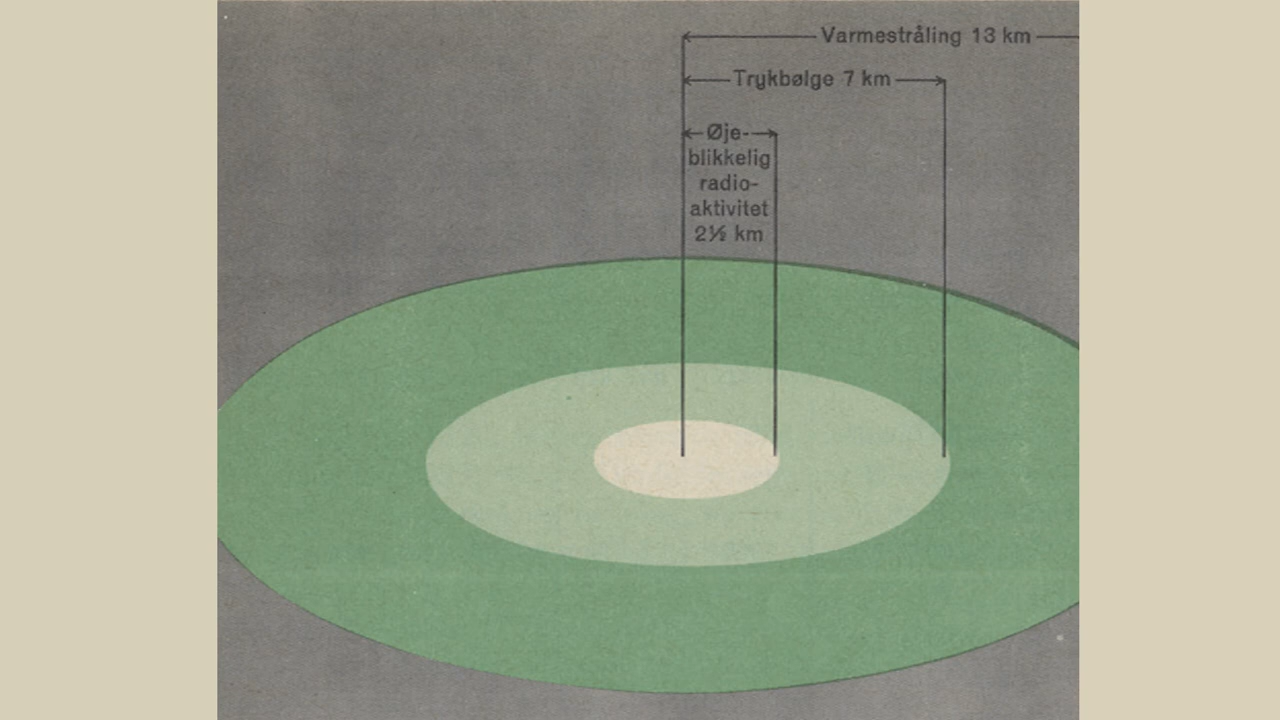 Varmestråling 13 km
Trykbølge 7 km
Øje-
blikkelig
radio-
aktivitet
2½ km